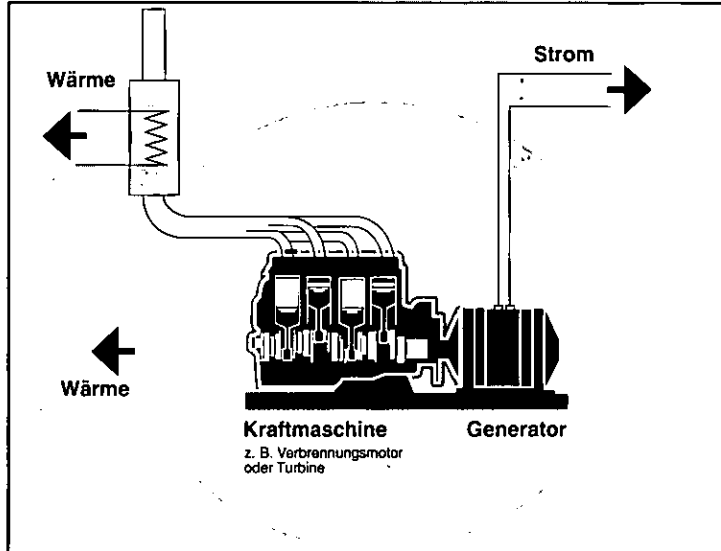 Wärme
Strom
Wärme
Kraftmaschine
z. B. Verbrennungsmotor
oder Turbine
Generator